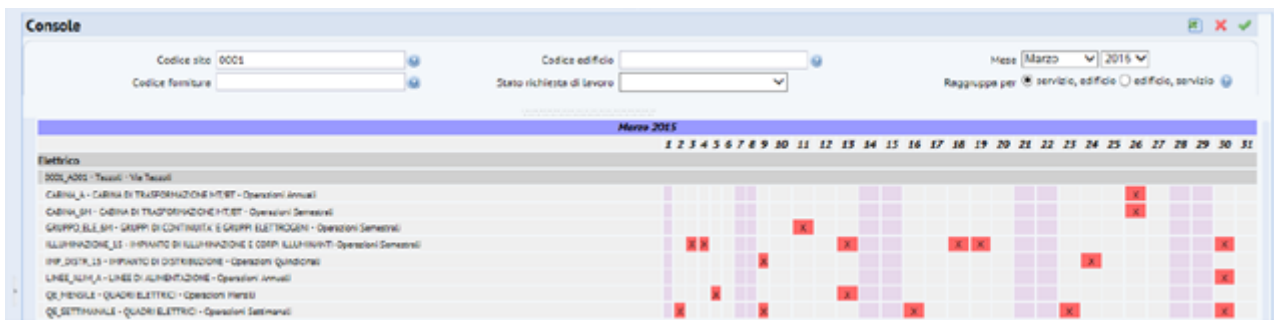 Console
Codice sito 0001 Codice edificio Mese Marzo 2015
Codice forniture Stato richiesta di lavoro Raggruppa per servizio, edificio edificio, servizio
Marzo 2015
1 2 3 4 5 6 7 8 9 10 11 12 13 14 15 16 17 18 19 20 21 22 23 24 25 26 27 28 29 30 31
Elettrico
0001_A001 - Tezzoli - Via Tezzoli
CABINA_A - CABINA DI TRASFORMAZIONE MT/BT - Operazioni Annuali X
CABINA_6M - CABINA DI TRASFORMAZIONE MT/BT - Operazioni Semestrali X
GRUPPO_ELE_6M - GRUPPI DI CONTINUITA' E GRUPPI ELETTROGENI - Operazioni Semestrali X
ILLUMINAZIONE_15 - IMPIANTO DI ILLUMINAZIONE E CORPI ILLUMINANTI- Operazioni Semestrali X X X X X X
IMP_DISTR_15 - IMPIANTO DI DISTRIBUZIONE - Operazioni Quindicinali X X
LINEE_ALIM_A - LINEE DI ALIMENTAZIONE - Operazioni Annuali X
QE_MENSILE - QUADRI ELETTRICI - Operazioni Mensili X X
QE_SETTIMANALE - QUADRI ELETTRICI - Operazioni Settimanali X X X X X